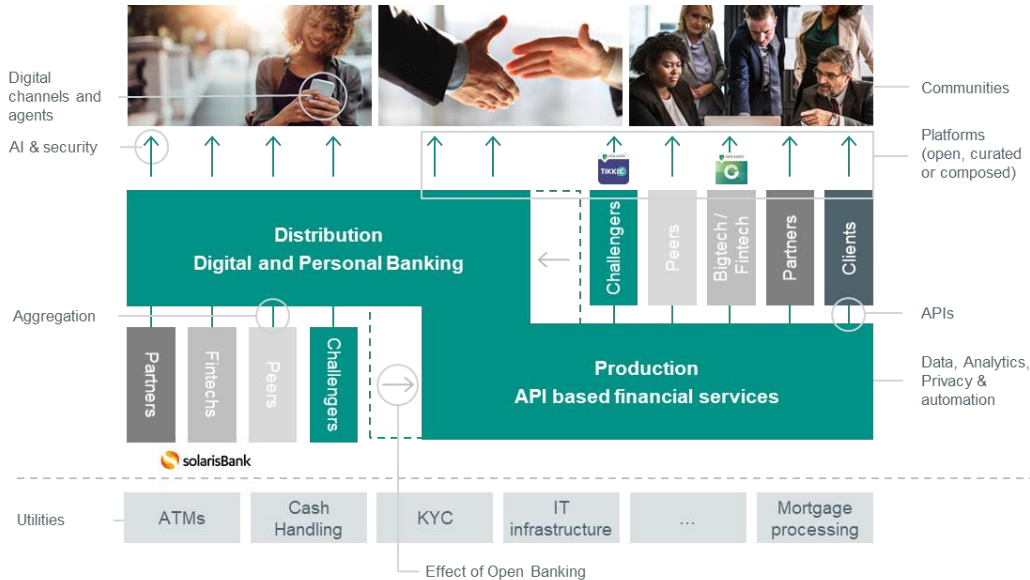 Digital
channels and
agents
Communities
AI & security
Platforms
(open, curated
or composed)
TIKKIE
Distribution
Digital and Personal Banking
Challengers
Peers
Bigtech /
Fintech
Partners
Clients
Aggregation
APIs
Partners
Fintechs
Peers
Challengers
Production
API based financial services
Data, Analytics,
Privacy &
automation
solarisBank
Utilities
ATMs
Cash
Handling
KYC
IT
infrastructure
...
Mortgage
processing
Effect of Open Banking